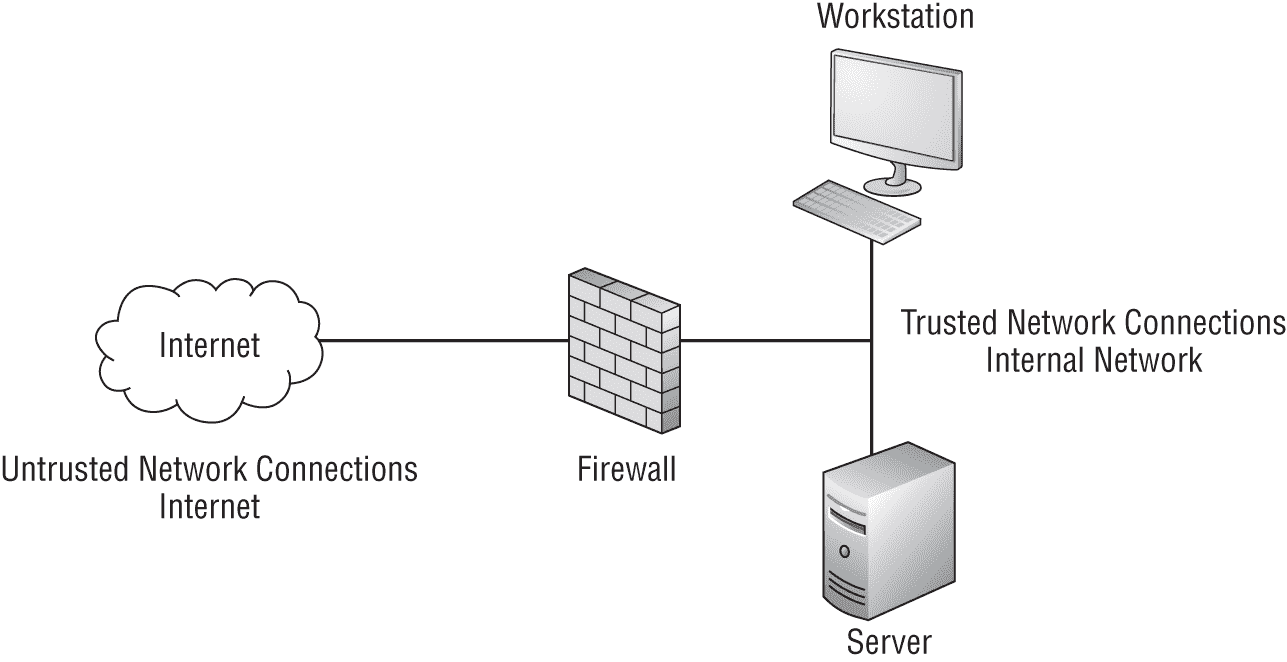 Workstation
Internet
Trusted Network Connections
Internal Network
Untrusted Network Connections
Internet
Firewall
Server